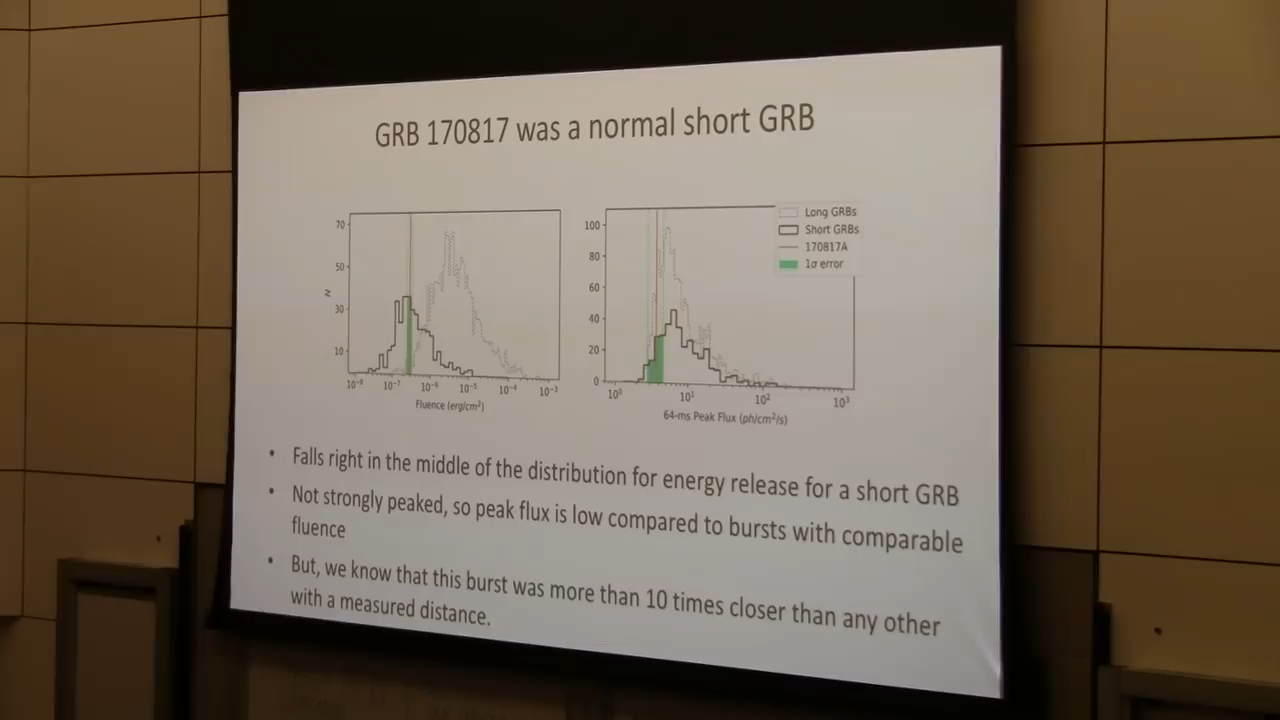 GRB 170817 was a normal short GRB
70
50
30
10
N
10⁻⁸ 10⁻⁷ 10⁻⁶ 10⁻⁵ 10⁻⁴ 10⁻³
Fluence (erg/cm²)
100
80
60
40
20
0
10⁰ 10¹ 10² 10³
64-ms Peak Flux (ph/cm²/s)
Long GRBs
Short GRBs
170817A
1σ error
• Falls right in the middle of the distribution for energy release for a short GRB
• Not strongly peaked, so peak flux is low compared to bursts with comparable
fluence
• But, we know that this burst was more than 10 times closer than any other
with a measured distance.